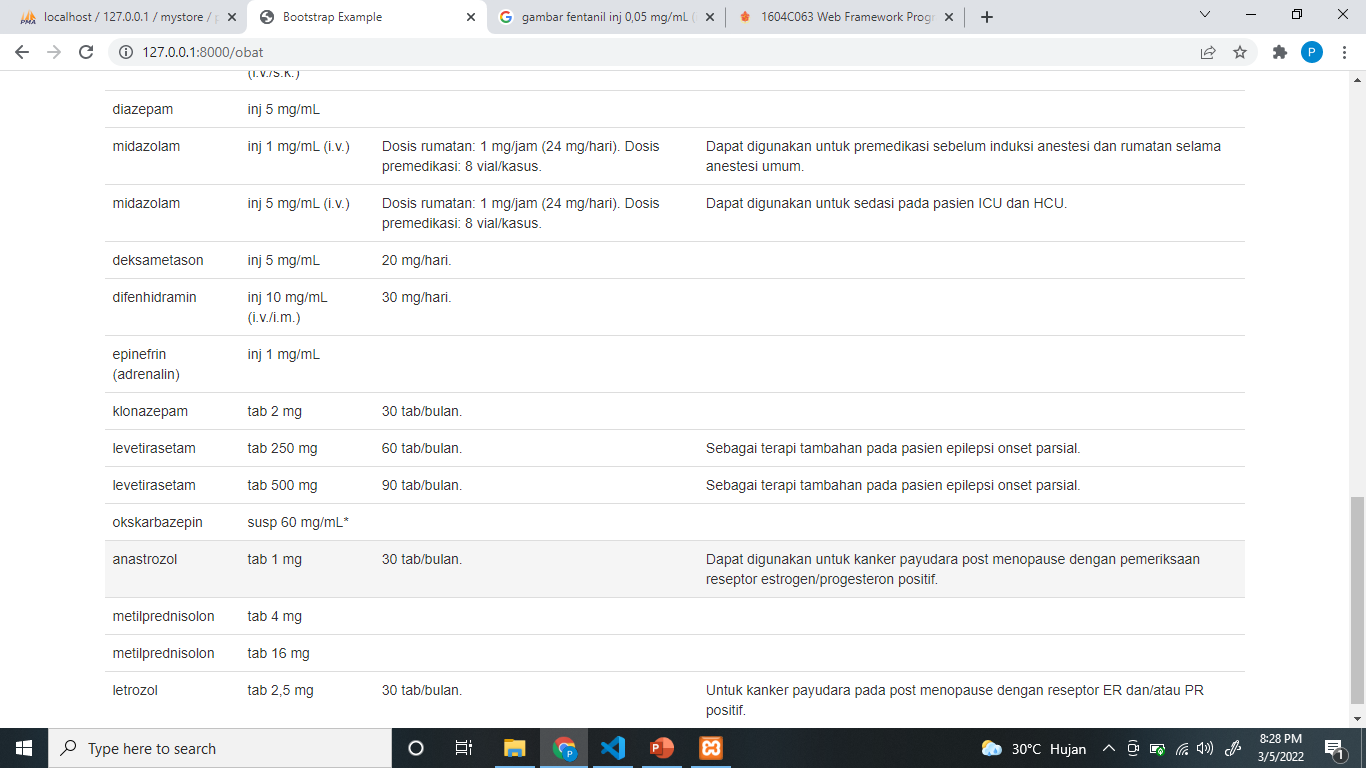 localhost / 127.0.0.1 / mystore /
Bootstrap Example
gambar fentanil inj 0,05 mg/mL
1604C063 Web Framework Progr
127.0.0.1:8000/obat
P
(i.v./s.k.)
diazepam inj 5 mg/mL
midazolam inj 1 mg/mL (i.v.) Dosis rumatan: 1 mg/jam (24 mg/hari). Dosis Dapat digunakan untuk premedikasi sebelum induksi anestesi dan rumatan selama
premedikasi: 8 vial/kasus. anestesi umum.
midazolam inj 5 mg/mL (i.v.) Dosis rumatan: 1 mg/jam (24 mg/hari). Dosis Dapat digunakan untuk sedasi pada pasien ICU dan HCU.
premedikasi: 8 vial/kasus.
deksametason inj 5 mg/mL 20 mg/hari.
difenhidramin inj 10 mg/mL 30 mg/hari.
(i.v./i.m.)
epinefrin inj 1 mg/mL
(adrenalin)
klonazepam tab 2 mg 30 tab/bulan.
levetirasetam tab 250 mg 60 tab/bulan. Sebagai terapi tambahan pada pasien epilepsi onset parsial.
levetirasetam tab 500 mg 90 tab/bulan. Sebagai terapi tambahan pada pasien epilepsi onset parsial.
okskarbazepin susp 60 mg/mL*
anastrozol tab 1 mg 30 tab/bulan. Dapat digunakan untuk kanker payudara post menopause dengan pemeriksaan
reseptor estrogen/progesteron positif.
metilprednisolon tab 4 mg
metilprednisolon tab 16 mg
letrozol tab 2,5 mg 30 tab/bulan. Untuk kanker payudara pada post menopause dengan reseptor ER dan/atau PR
positif.
Type here to search
30°C Hujan
8:28 PM
3/5/2022
1